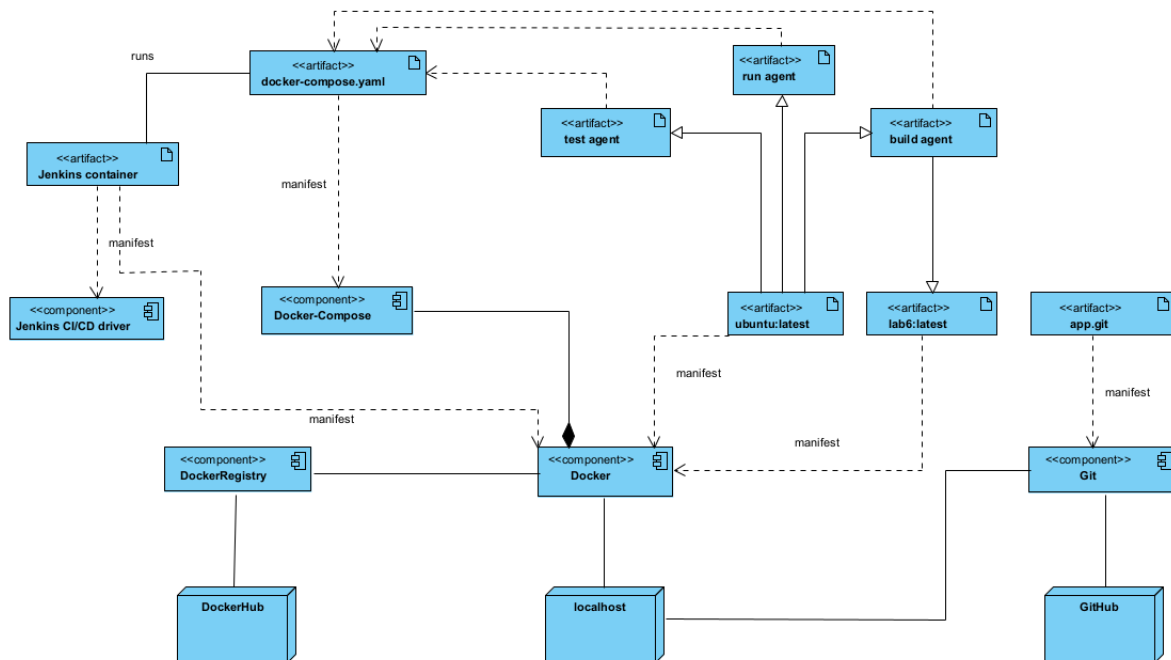 runs
<<artifact>>
docker-compose.yaml
<<artifact>>
run agent
<<artifact>>
test agent
<<artifact>>
build agent
<<artifact>>
Jenkins container
manifest
manifest
<<component>>
Jenkins CI/CD driver
<<component>>
Docker-Compose
<<artifact>>
ubuntu:latest
<<artifact>>
lab6:latest
<<artifact>>
app.git
manifest
manifest
manifest
manifest
<<component>>
DockerRegistry
<<component>>
Docker
<<component>>
Git
DockerHub
localhost
GitHub